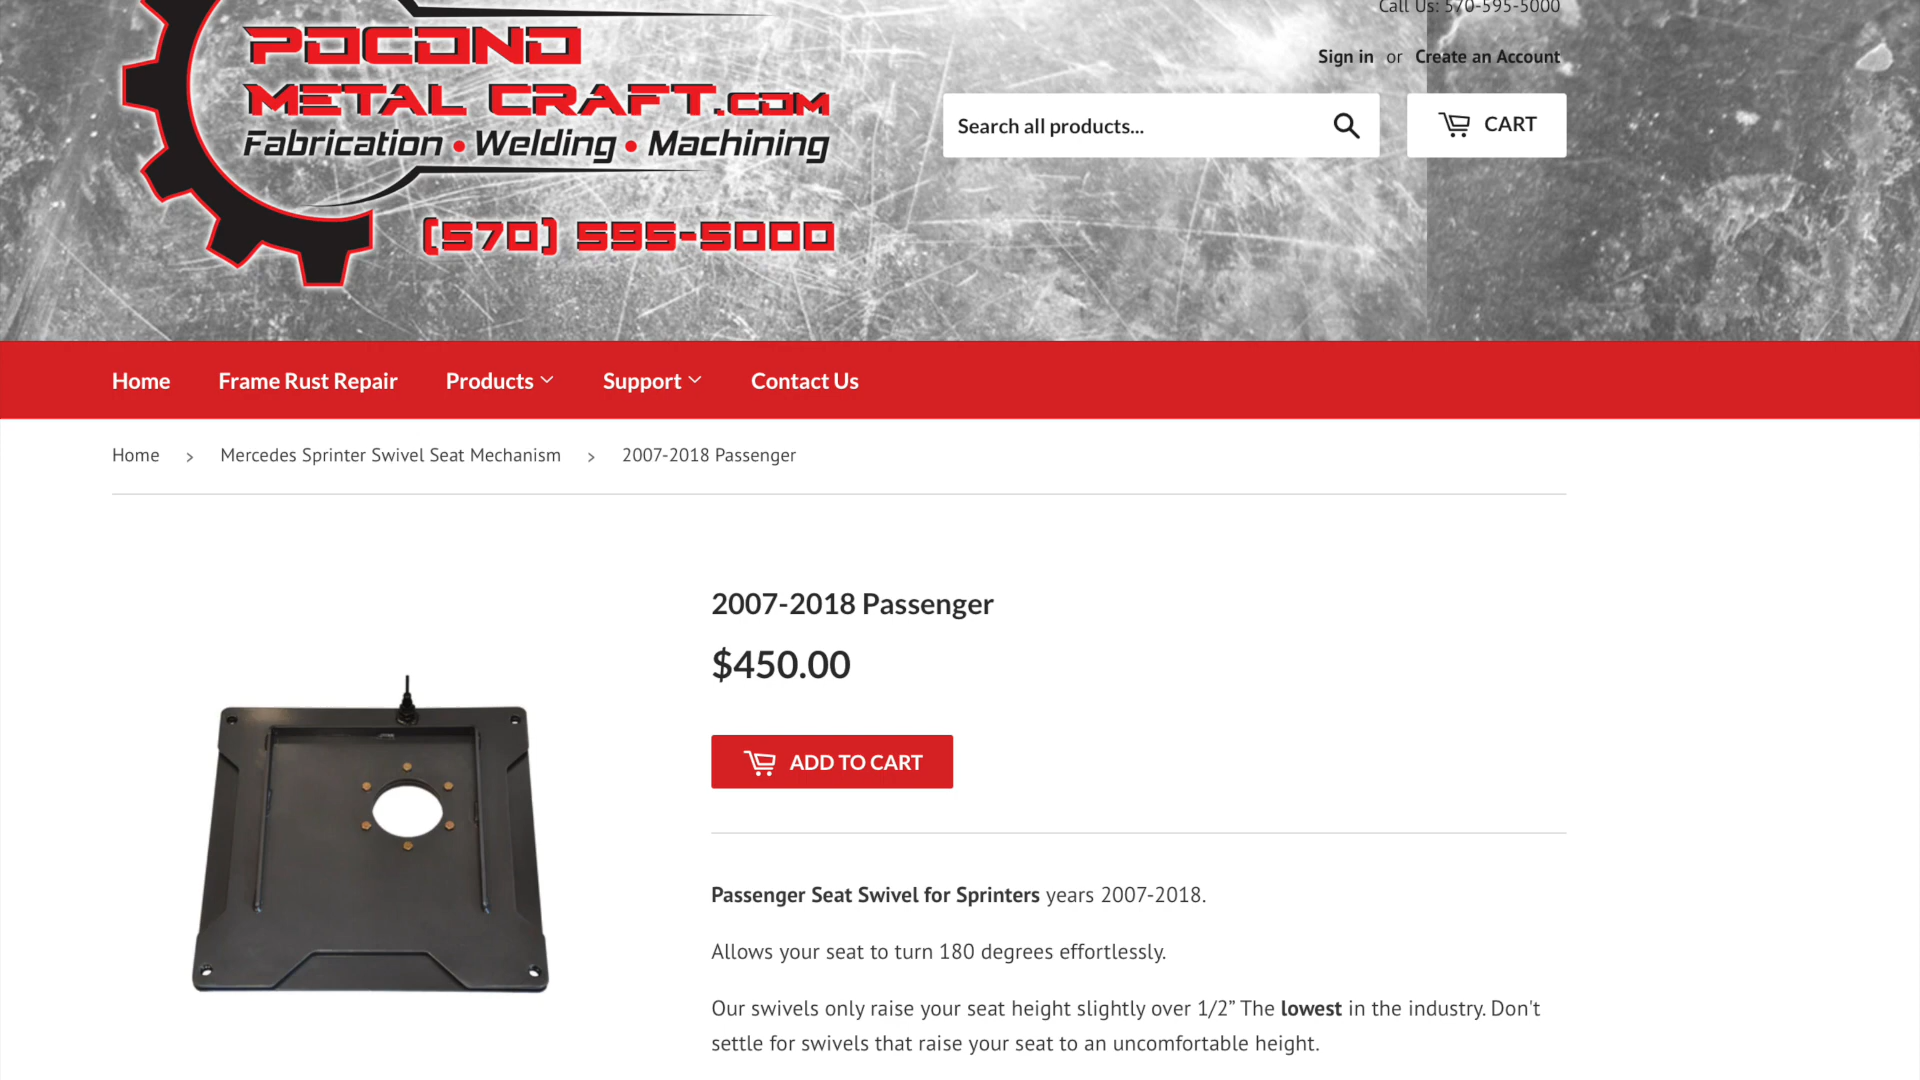 Call Us: 570-595-5000
POCONO
METAL CRAFT.COM
Fabrication • Welding • Machining
(570) 595-5000
Sign in or Create an Account
Search all products...
CART
Home Frame Rust Repair Products Support Contact Us
Home › Mercedes Sprinter Swivel Seat Mechanism › 2007-2018 Passenger
2007-2018 Passenger
$450.00
ADD TO CART
Passenger Seat Swivel for Sprinters years 2007-2018.
Allows your seat to turn 180 degrees effortlessly.
Our swivels only raise your seat height slightly over 1/2” The lowest in the industry. Don't
settle for swivels that raise your seat to an uncomfortable height.